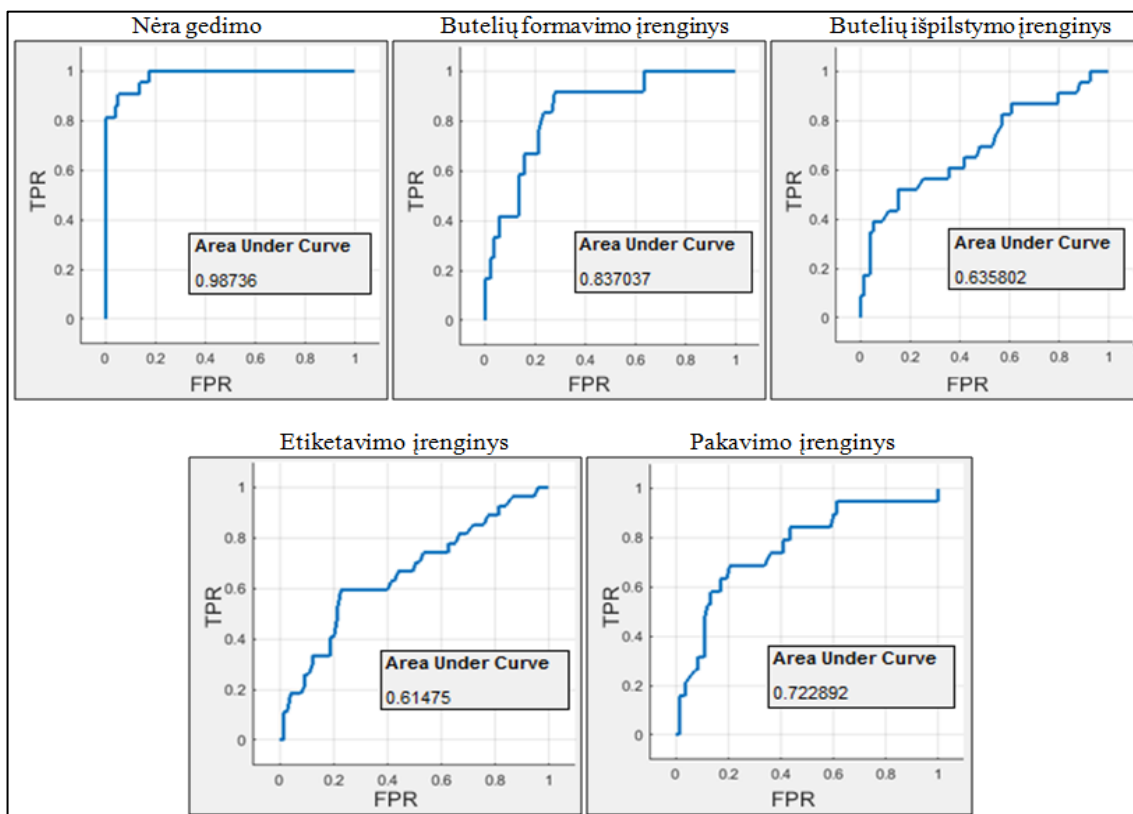 Nėra gedimo
Butelių formavimo įrenginys
Butelių išpilstymo įrenginys
1
0.8
0.6
0.4
0.2
0
TPR
0 0.2 0.4 0.6 0.8 1
FPR
Area Under Curve
0.98736
1
0.8
0.6
0.4
0.2
0
TPR
0 0.2 0.4 0.6 0.8 1
FPR
Area Under Curve
0.837037
1
0.8
0.6
0.4
0.2
0
TPR
0 0.2 0.4 0.6 0.8 1
FPR
Area Under Curve
0.635802
Etiketavimo įrenginys
Pakavimo įrenginys
1
0.8
0.6
0.4
0.2
0
TPR
0 0.2 0.4 0.6 0.8 1
FPR
Area Under Curve
0.61475
1
0.8
0.6
0.4
0.2
0
TPR
0 0.2 0.4 0.6 0.8 1
FPR
Area Under Curve
0.722892